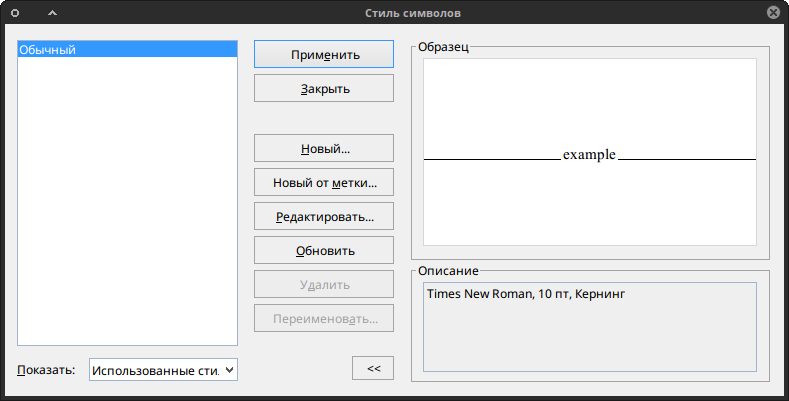 Стиль символов
Обычный
Применить
Закрыть
Новый...
Новый от метки...
Редактировать...
Обновить
Удалить
Переименовать...
Показать:
Использованные сти
<<
Образец
example
Описание
Times New Roman, 10 пт, Кернинг